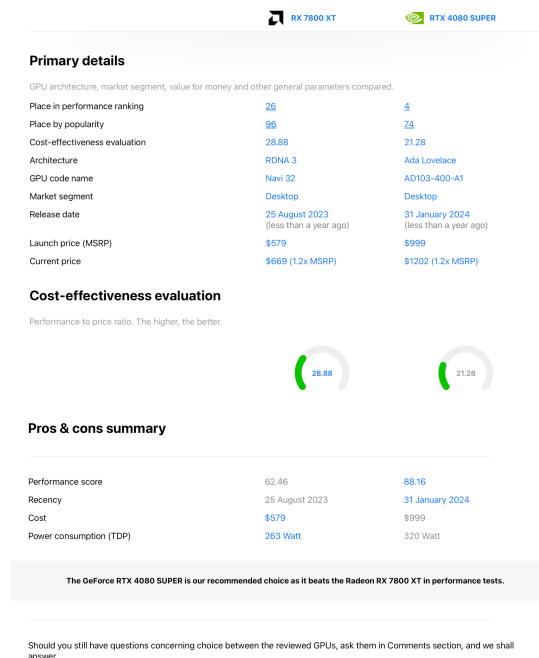 RX 7800 XT RTX 4080 SUPER
Primary details
GPU architecture, market segment, value for money and other general parameters compared.
Place in performance ranking 26 4
Place by popularity 96 74
Cost-effectiveness evaluation 28.88 21.28
Architecture RDNA 3 Ada Lovelace
GPU code name Navi 32 AD103-400-A1
Market segment Desktop Desktop
Release date 25 August 2023 31 January 2024
(less than a year ago) (less than a year ago)
Launch price (MSRP) $579 $999
Current price $669 (1.2x MSRP) $1202 (1.2x MSRP)
Cost-effectiveness evaluation
Performance to price ratio. The higher, the better.
28.88 21.28
Pros & cons summary
Performance score 62.46 88.16
Recency 25 August 2023 31 January 2024
Cost $579 $999
Power consumption (TDP) 263 Watt 320 Watt
The GeForce RTX 4080 SUPER is our recommended choice as it beats the Radeon RX 7800 XT in performance tests.
Should you still have questions concerning choice between the reviewed GPUs, ask them in Comments section, and we shall
answer